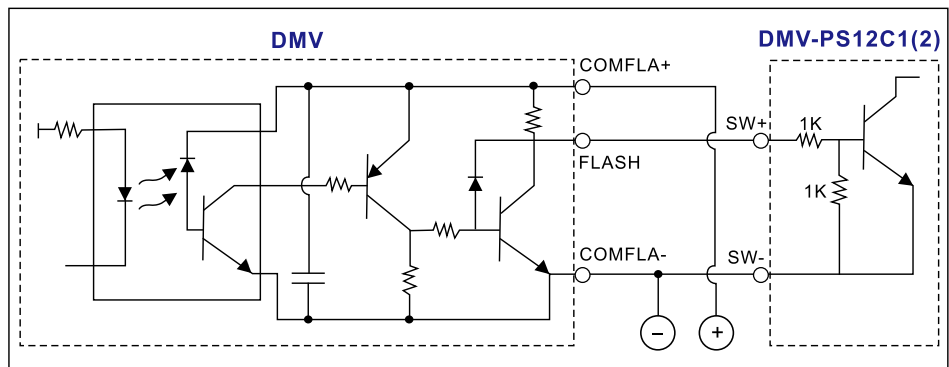 DMV
DMV-PS12C1(2)
COMFLA+
SW+
1K
FLASH
1K
COMFLA-
SW-
−
+